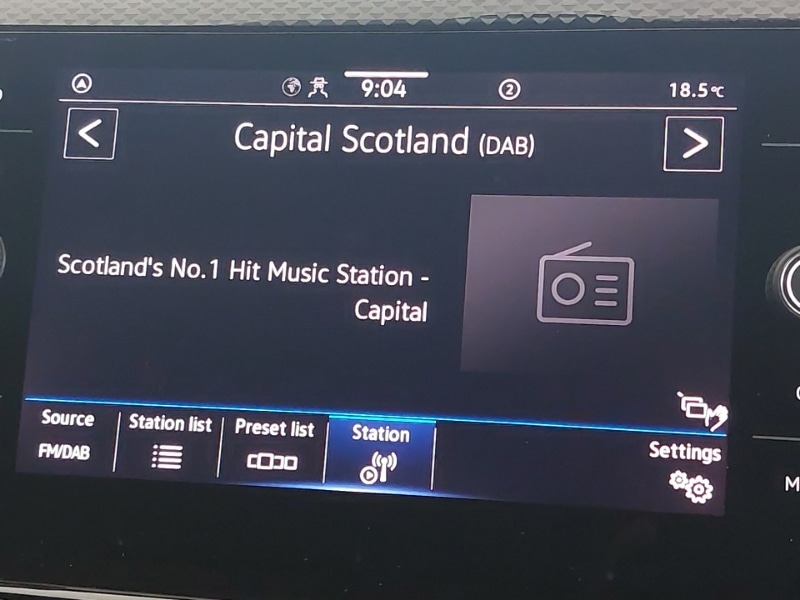 9:04
2
18.5°C
< Capital Scotland (DAB) >
Scotland's No.1 Hit Music Station -
Capital
Source
Station list
Preset list
Station
Settings
FM/DAB
M